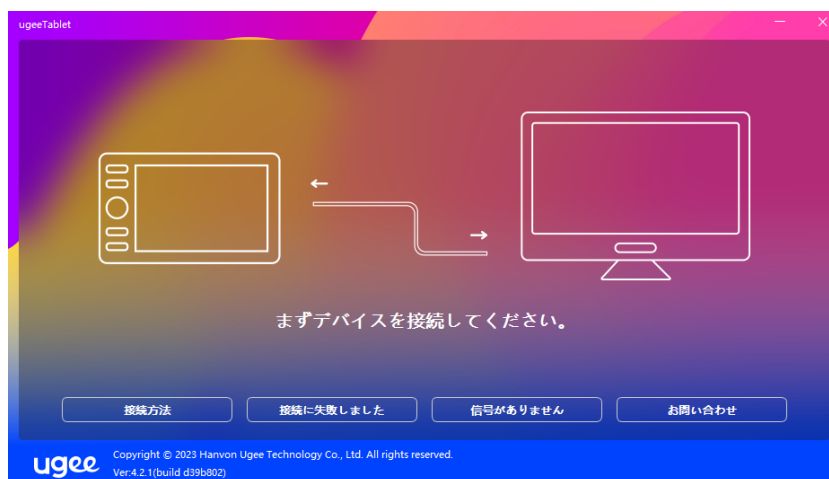 ugeeTablet
まずデバイスを接続してください。
接続方法
接続に失敗しました
信号がありません
お問い合わせ
ugee
Copyright © 2023 Hanvon Ugee Technology Co., Ltd. All rights reserved.
Ver:4.2.1(build d39b802)